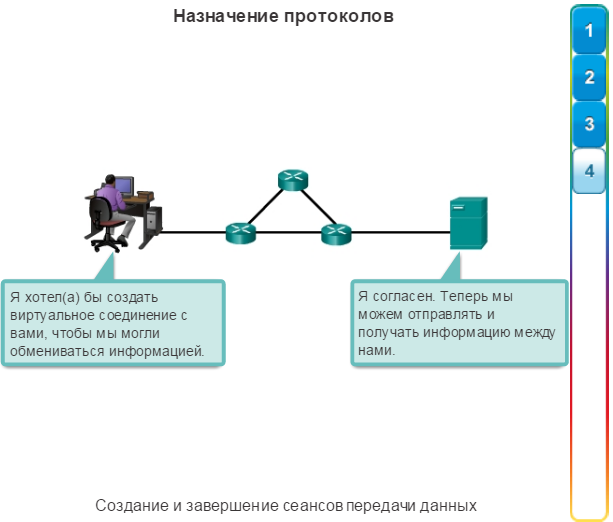 Назначение протоколов
1
2
3
4
Я хотел(а) бы создать
виртуальное соединение с
вами, чтобы мы могли
обмениваться информацией.
Я согласен. Теперь мы
можем отправлять и
получать информацию между
нами.
Создание и завершение сеансов передачи данных